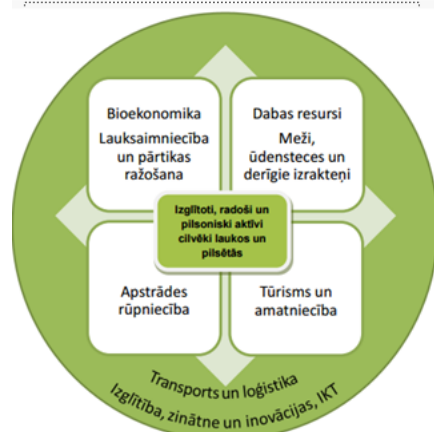 Bioekonomika
Lauksaimniecība
un pārtikas
ražošana
Dabas resursi
Meži,
ūdensteces un
derīgie izrakteņi
Izglītoti, radoši un
pilsoniski aktīvi
cilvēki laukos un
pilsētās
Apstrādes
rūpniecība
Tūrisms un
amatniecība
Transports un loģistika
Izglītība, zinātne un inovācijas, IKT